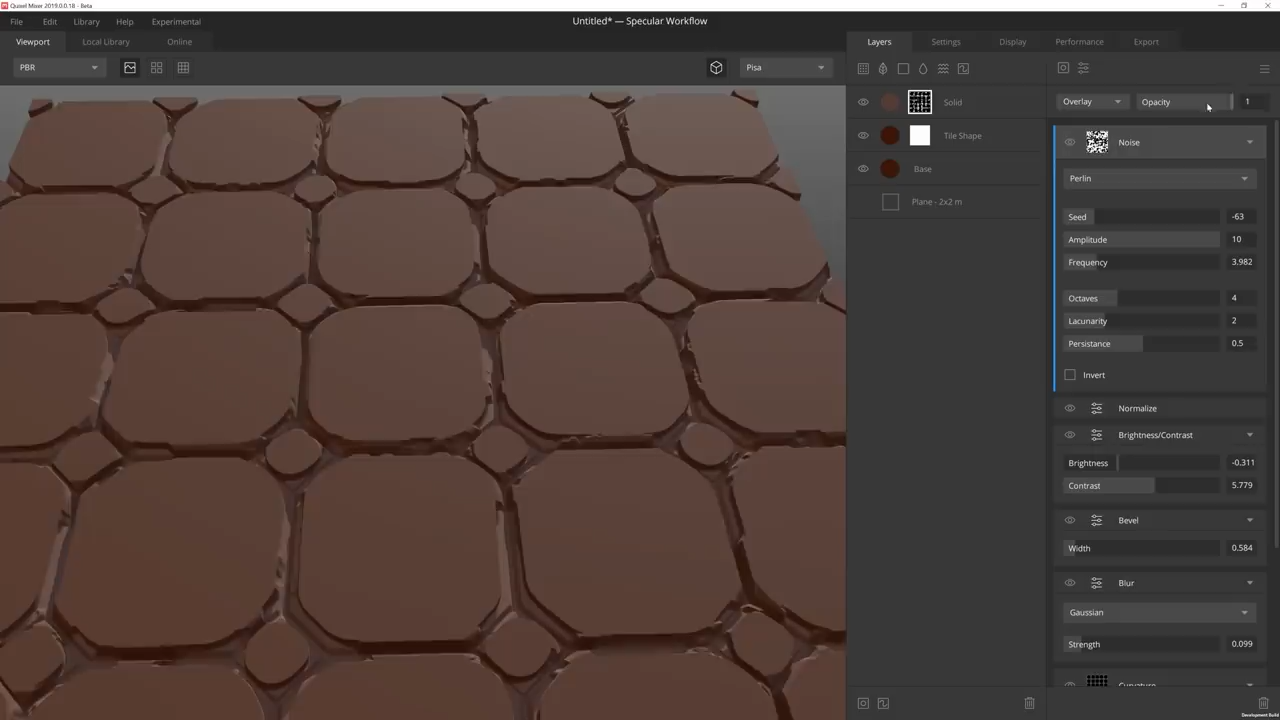 Quixel Mixer 2019.0.0.18 - Beta
File Edit Library Help Experimental
Untitled* — Specular Workflow
Viewport Local Library Online
Layers Settings Display Performance Export
PBR
Pisa
Solid
Tile Shape
Base
Plane - 2x2 m
Overlay Opacity 1
Noise
Perlin
Seed -63
Amplitude 10
Frequency 3.982
Octaves 4
Lacunarity 2
Persistance 0.5
Invert
Normalize
Brightness/Contrast
Brightness -0.311
Contrast 5.779
Bevel
Width 0.584
Blur
Gaussian
Strength 0.099
Curvature
Development Build